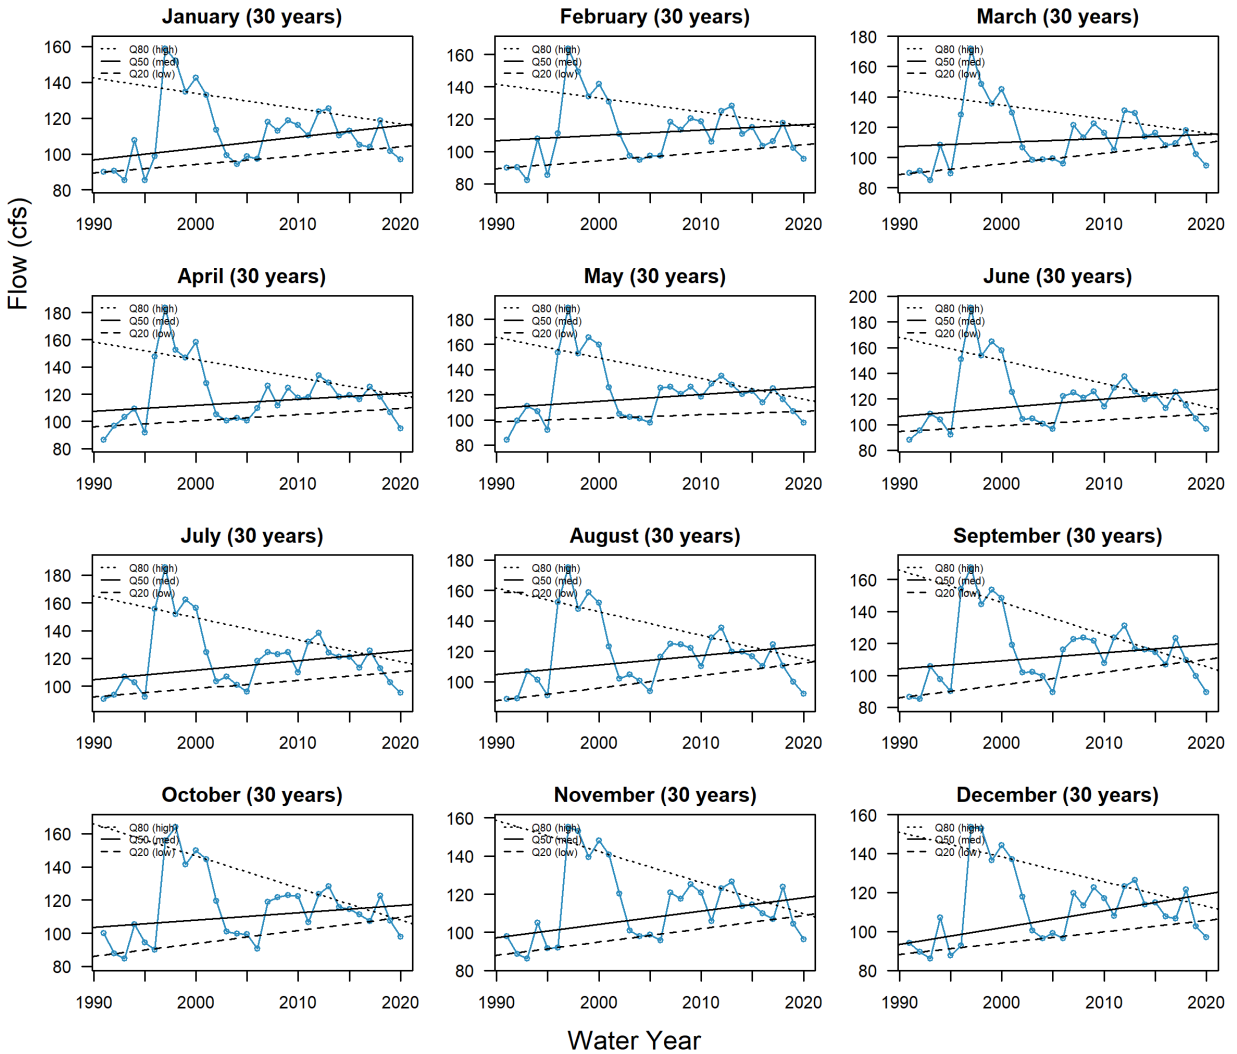 January (30 years)
February (30 years)
March (30 years)
Q80 (high)
Q50 (med)
Q20 (low)
160
140
120
100
80
1990
2000
2010
2020
Q80 (high)
Q50 (med)
Q20 (low)
160
140
120
100
80
1990
2000
2010
2020
Q80 (high)
Q50 (med)
Q20 (low)
180
160
140
120
100
80
1990
2000
2010
2020
Flow (cfs)
April (30 years)
May (30 years)
June (30 years)
Q80 (high)
Q50 (med)
Q20 (low)
180
160
140
120
100
80
1990
2000
2010
2020
Q80 (high)
Q50 (med)
Q20 (low)
180
160
140
120
100
80
1990
2000
2010
2020
Q80 (high)
Q50 (med)
Q20 (low)
200
180
160
140
120
100
80
1990
2000
2010
2020
July (30 years)
August (30 years)
September (30 years)
Q80 (high)
Q50 (med)
Q20 (low)
180
160
140
120
100
1990
2000
2010
2020
Q80 (high)
Q50 (med)
Q20 (low)
180
160
140
120
100
1990
2000
2010
2020
Q80 (high)
Q50 (med)
Q20 (low)
160
140
120
100
80
1990
2000
2010
2020
October (30 years)
November (30 years)
December (30 years)
Q80 (high)
Q50 (med)
Q20 (low)
160
140
120
100
80
1990
2000
2010
2020
Q80 (high)
Q50 (med)
Q20 (low)
160
140
120
100
80
1990
2000
2010
2020
Q80 (high)
Q50 (med)
Q20 (low)
160
140
120
100
80
1990
2000
2010
2020
Water Year